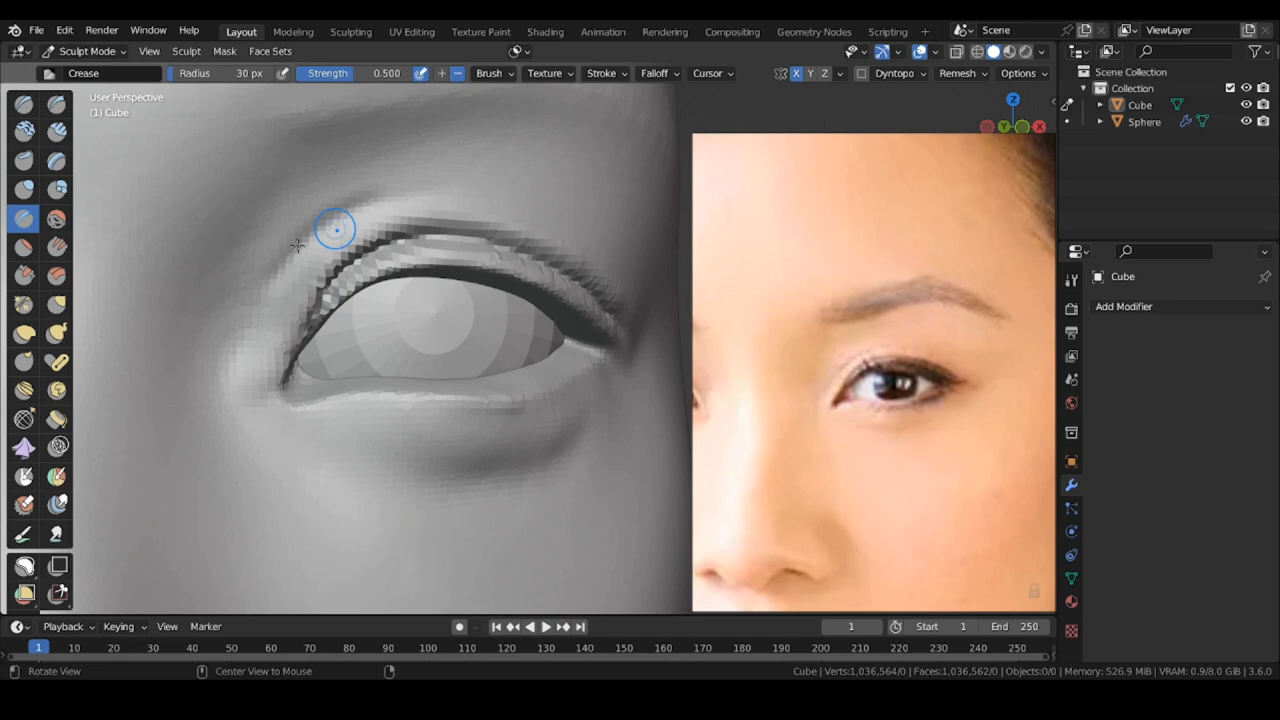 File Edit Render Window Help Layout Modeling Sculpting UV Editing Texture Paint Shading Animation Rendering Compositing Geometry Nodes Scripting + Scene ViewLayer
Sculpt Mode View Sculpt Mask Face Sets
Crease Radius 30 px Strength 0.500 Brush Texture Stroke Falloff Cursor X Y Z Dyntopo Remesh Options
Scene Collection
Collection
Cube
Sphere
User Perspective
(1) Cube
Z
Y
X
Cube
Add Modifier
Playback Keying View Marker 1 Start 1 End 250
1 10 20 30 40 50 60 70 80 90 100 110 120 130 140 150 160 170 180 190 200 210 220 230 240 250
Rotate View Center View to Mouse Cube | Verts:1,036,564/0 | Faces:1,036,562/0 | Objects:0/0 | Memory: 526.9 MiB | VRAM: 0.9/8.0 GiB | 3.6.0